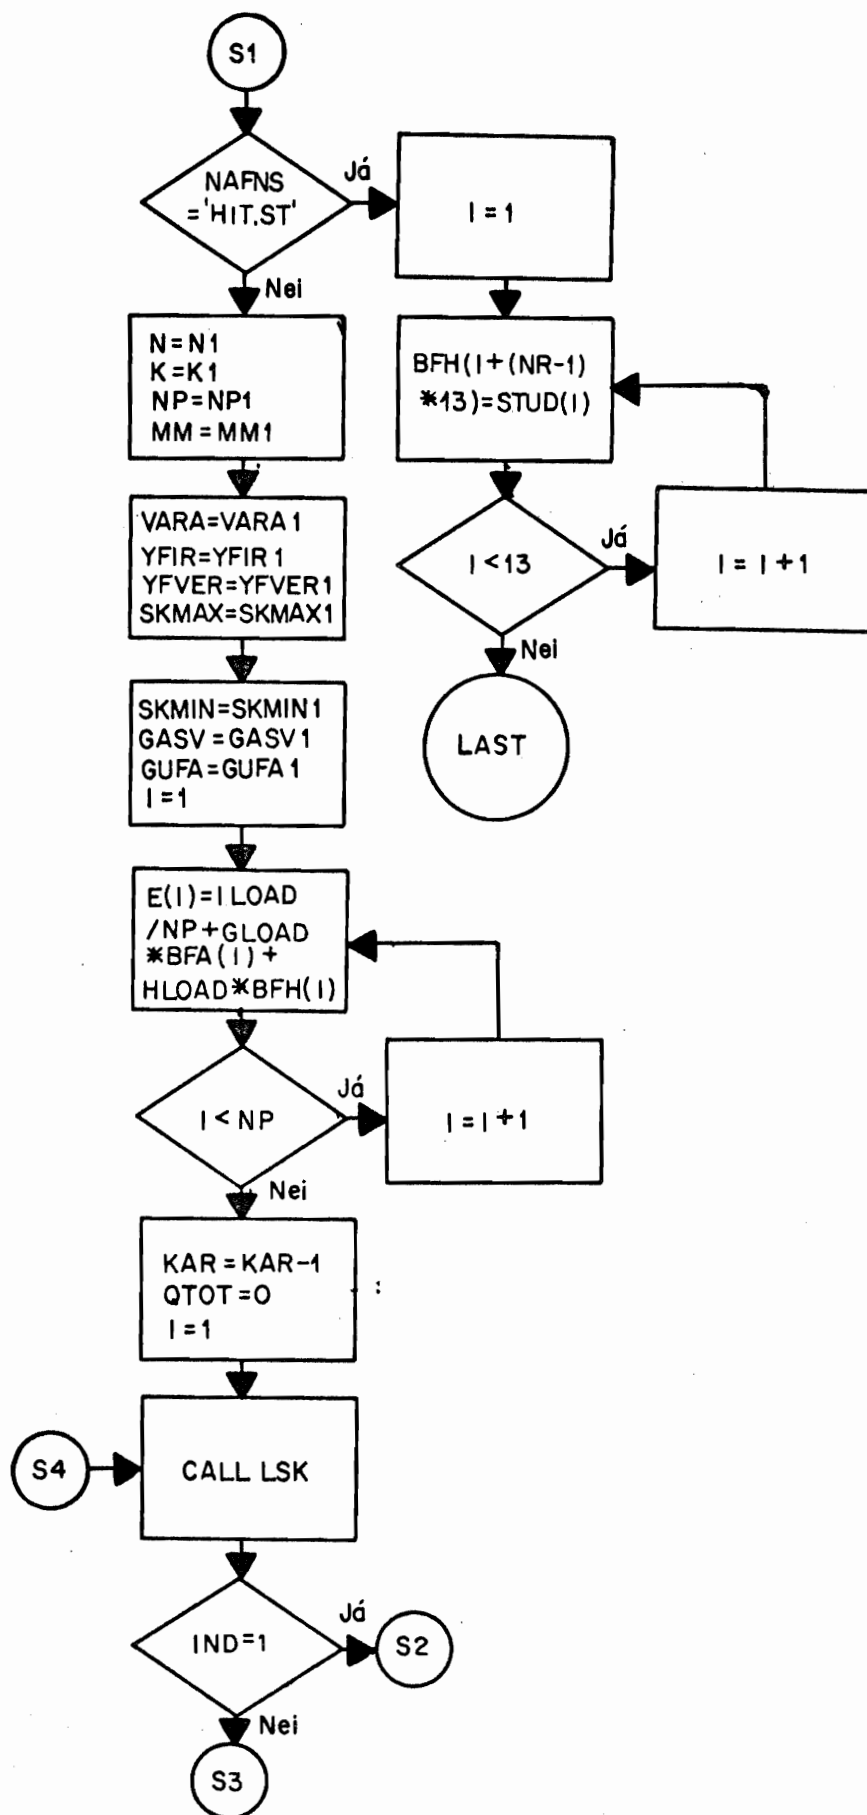 S1
NAFNS
='HIT.ST'
Já
I=1
Nei
N=N1
K=K1
NP=NP1
MM=MM1
BFH(I+(NR-1)
*13)=STUD(I)
VARA=VARA1
YFIR=YFIR1
YFVER=YFVER1
SKMAX=SKMAX1
I<13
Já
I=I+1
Nei
LAST
SKMIN=SKMIN1
GASV=GASV1
GUFA=GUFA1
I=1
E(I)=ILOAD
/NP+GLOAD
*BFA(I)+
HLOAD*BFH(I)
I<NP
Já
I=I+1
Nei
KAR=KAR-1
QTOT=0
I=1
S4
CALL LSK
IND=1
Já
S2
Nei
S3